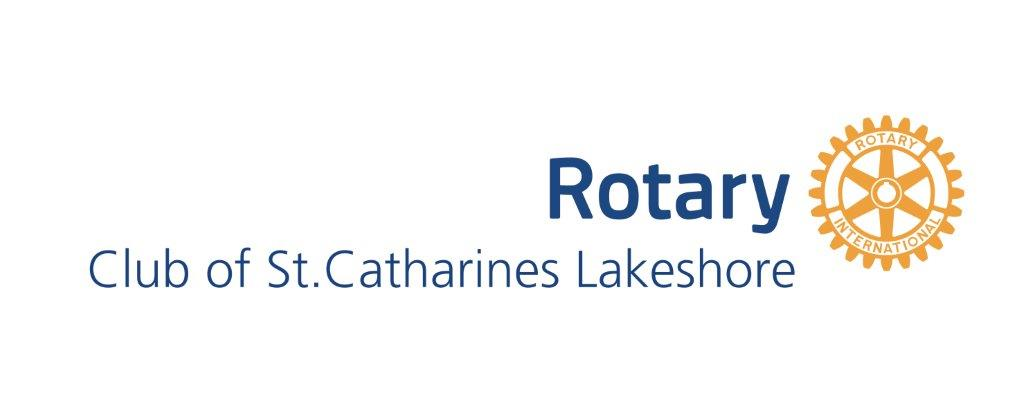 Rotary
Club of St.Catharines Lakeshore
ROTARY
INTERNATIONAL